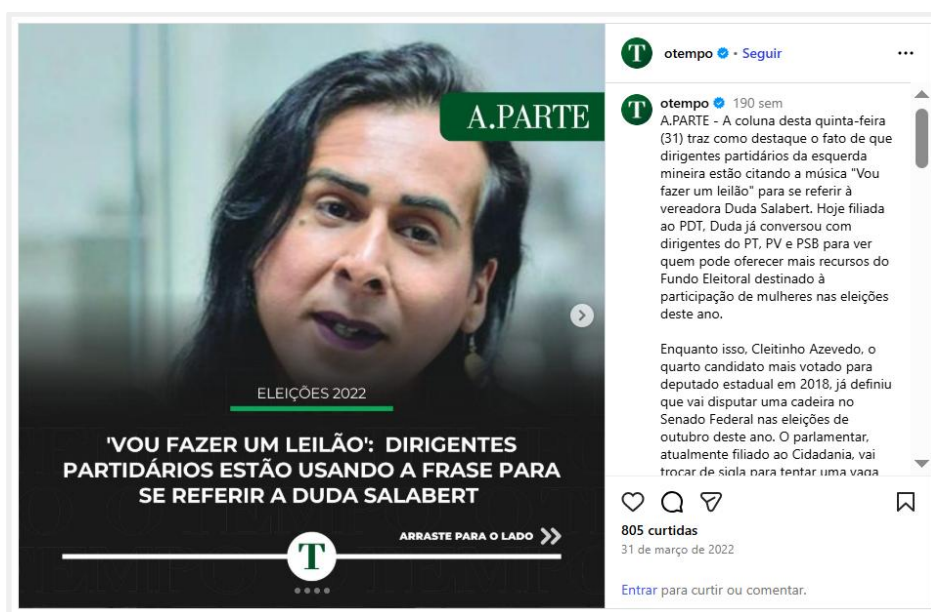 A.PARTE
ELEIÇÕES 2022
'VOU FAZER UM LEILÃO': DIRIGENTES
PARTIDÁRIOS ESTÃO USANDO A FRASE PARA
SE REFERIR A DUDA SALABERT
ARRASTE PARA O LADO
T
T
otempo • Seguir
T
otempo 190 sem
A.PARTE - A coluna desta quinta-feira
(31) traz como destaque o fato de que
dirigentes partidários da esquerda
mineira estão citando a música "Vou
fazer um leilão" para se referir à
vereadora Duda Salabert. Hoje filiada
ao PDT, Duda já conversou com
dirigentes do PT, PV e PSB para ver
quem pode oferecer mais recursos do
Fundo Eleitoral destinado à
participação de mulheres nas eleições
deste ano.
Enquanto isso, Cleitinho Azevedo, o
quarto candidato mais votado para
deputado estadual em 2018, já definiu
que vai disputar uma cadeira no
Senado Federal nas eleições de
outubro deste ano. O parlamentar,
atualmente filiado ao Cidadania, vai
trocar de sigla para tentar uma vaga
805 curtidas
31 de março de 2022
Entrar para curtir ou comentar.